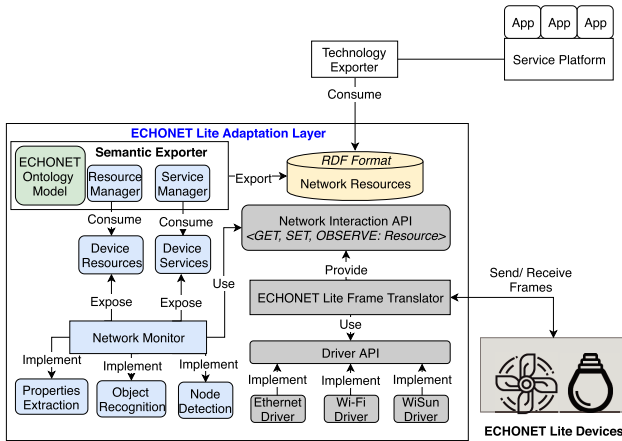 App App App
Service Platform
Technology
Exporter
Consume
ECHONET Lite Adaptation Layer
Semantic Exporter
ECHONET
Ontology
Model
Resource
Manager
Service
Manager
Export
RDF Format
Network Resources
Consume
Consume
Device
Resources
Device
Services
Use
Network Interaction API
<GET, SET, OBSERVE: Resource>
Provide
Expose
Expose
ECHONET Lite Frame Translator
Send/ Receive
Frames
Use
Network Monitor
Driver API
Implement
Implement
Implement
Implement
Implement
Implement
Properties
Extraction
Object
Recognition
Node
Detection
Ethernet
Driver
Wi-Fi
Driver
WiSun
Driver
ECHONET Lite Devices